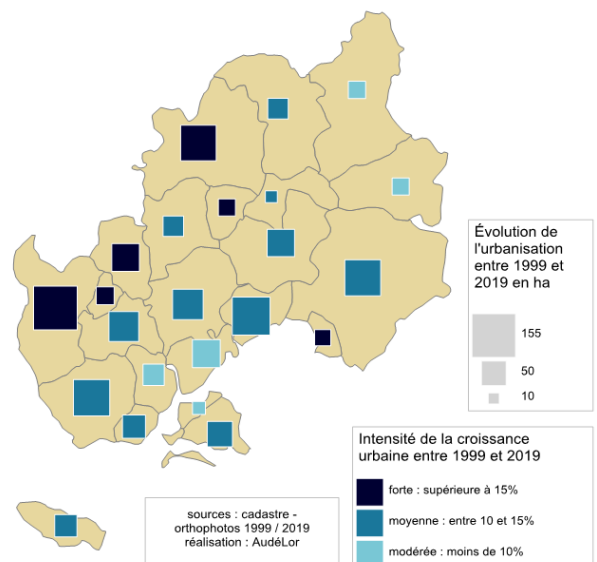 Évolution de
l'urbanisation
entre 1999 et
2019 en ha
155
50
10
Intensité de la croissance
urbaine entre 1999 et 2019
forte : supérieure à 15%
moyenne : entre 10 et 15%
modérée : moins de 10%
sources : cadastre -
orthophotos 1999 / 2019
réalisation : AudéLor